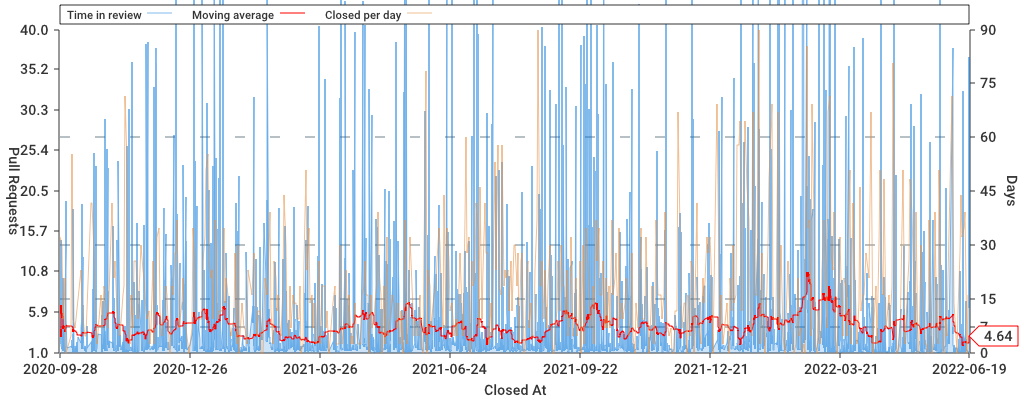 Time in review Moving average Closed per day
40.0 90
35.2 75
30.3
60
25.4
20.5 45
15.7
30
10.8
5.9 15
7
4.64
1.0 0
Pull Requests
Days
2020-09-28 2020-12-26 2021-03-26 2021-06-24 2021-09-22 2021-12-21 2022-03-21 2022-06-19
Closed At